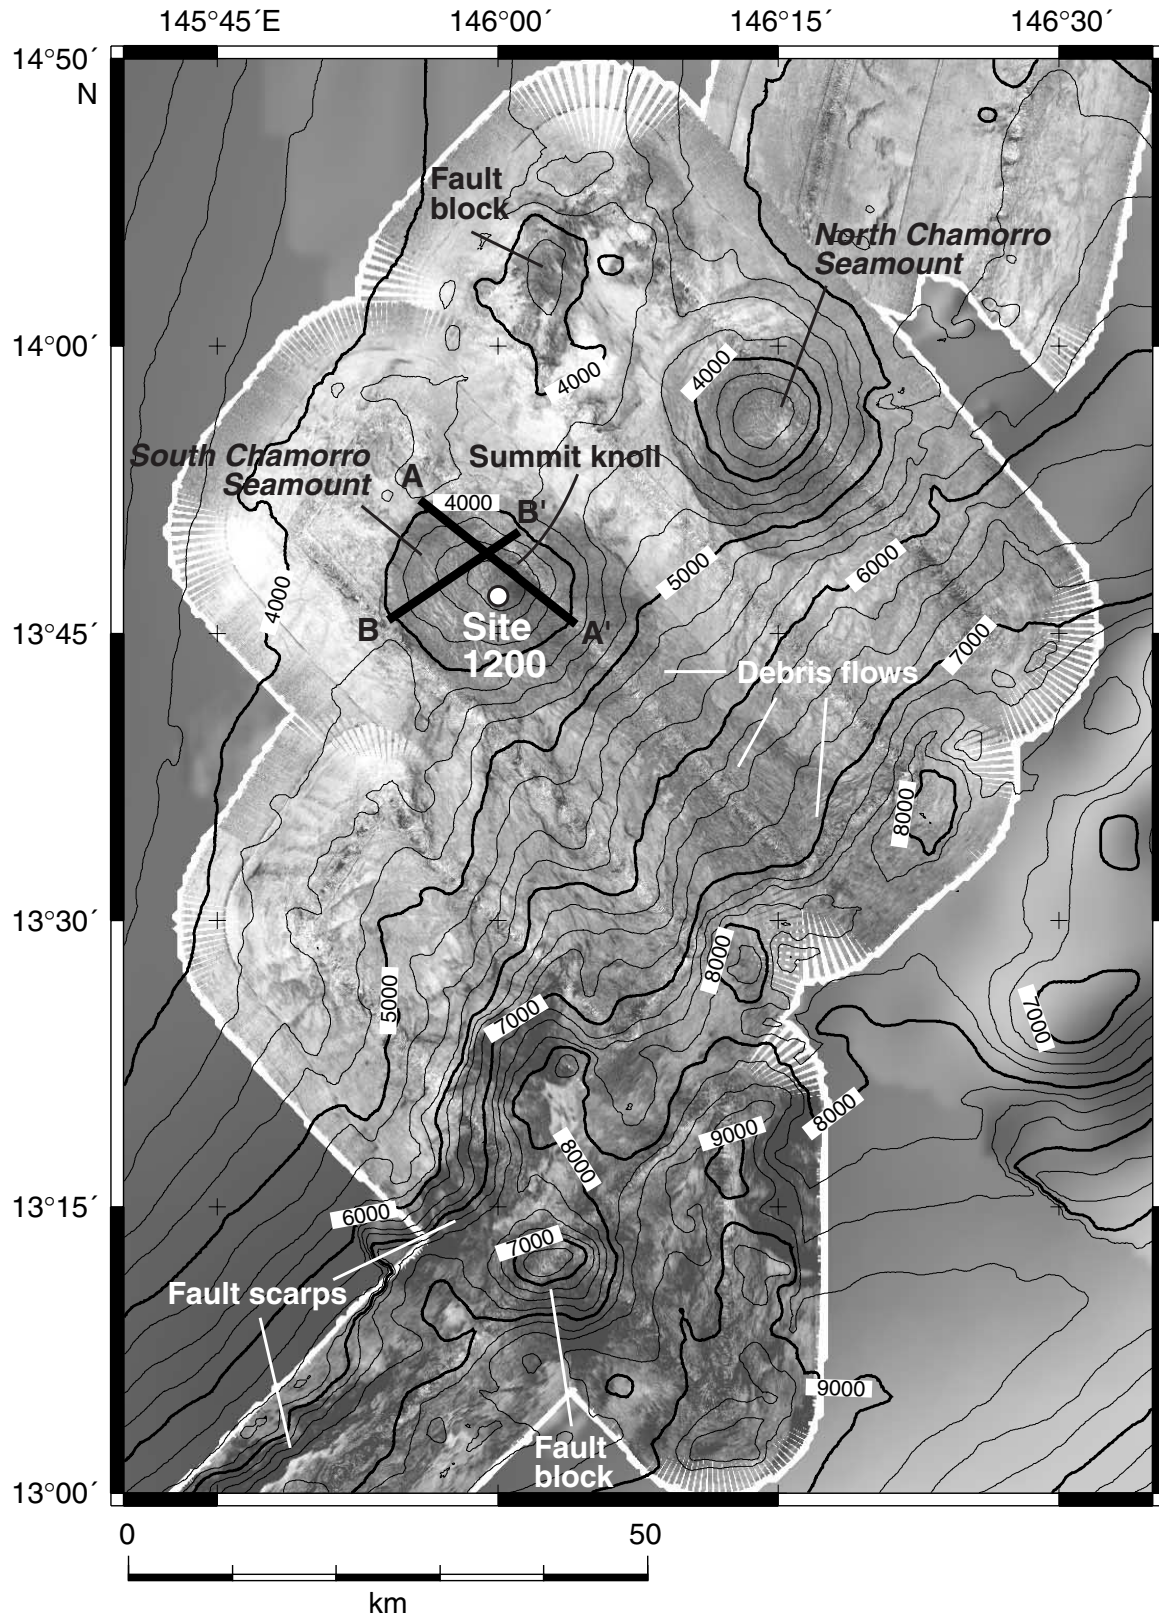 145°45´E
146°00´
146°15´
146°30´
14°50´
N
Fault
block
North Chamorro
Seamount
14°00´
4000
4000
South Chamorro
Seamount
Summit knoll
A
4000
B'
5000
6000
4000
B
Site
1200
A'
13°45´
7000
Debris flows
8000
13°30´
8000
5000
7000
7000
8000
9000
8000
13°15´
6000
7000
Fault scarps
9000
Fault
block
13°00´
0
50
km